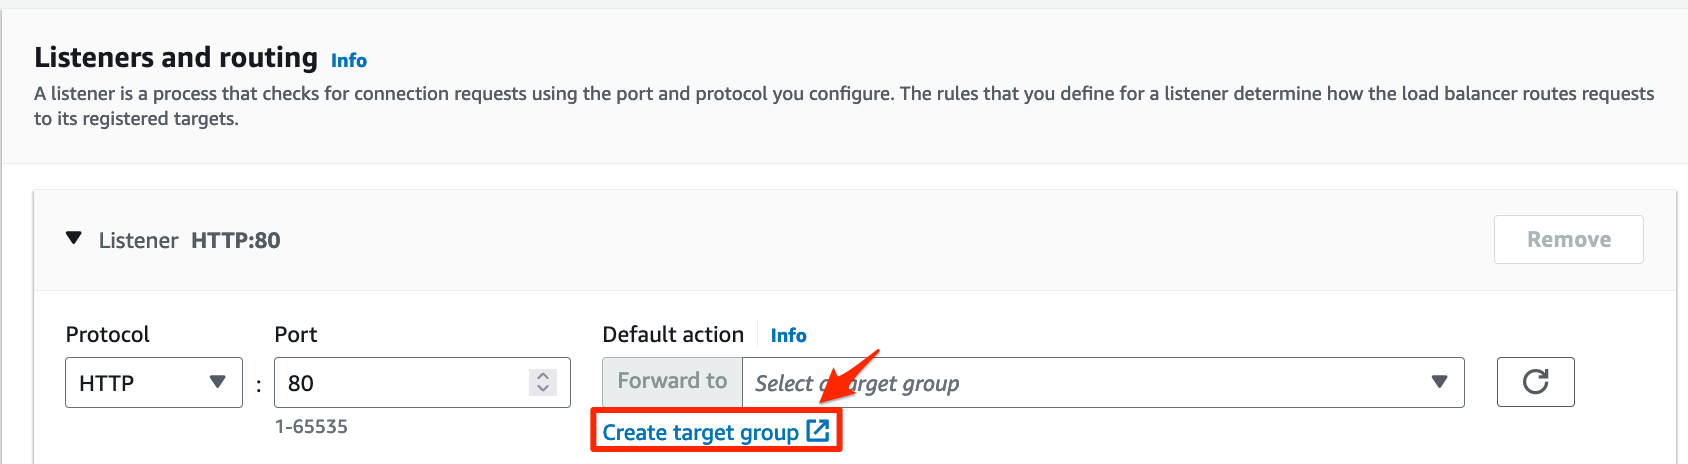 Listeners and routing Info
A listener is a process that checks for connection requests using the port and protocol you configure. The rules that you define for a listener determine how the load balancer routes requests
to its registered targets.
Listener HTTP:80
Remove
Protocol
Port
Default action
Info
HTTP
:
80
Forward to
Select a target group
1-65535
Create target group